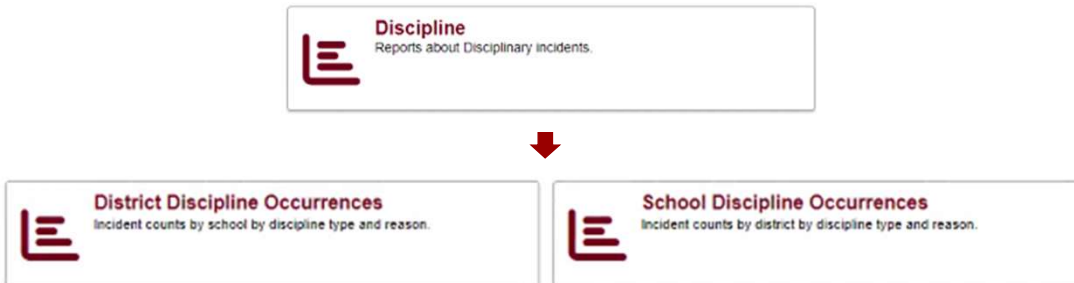 Discipline
Reports about Disciplinary incidents.
District Discipline Occurrences
Incident counts by school by discipline type and reason.
School Discipline Occurrences
Incident counts by district by discipline type and reason.